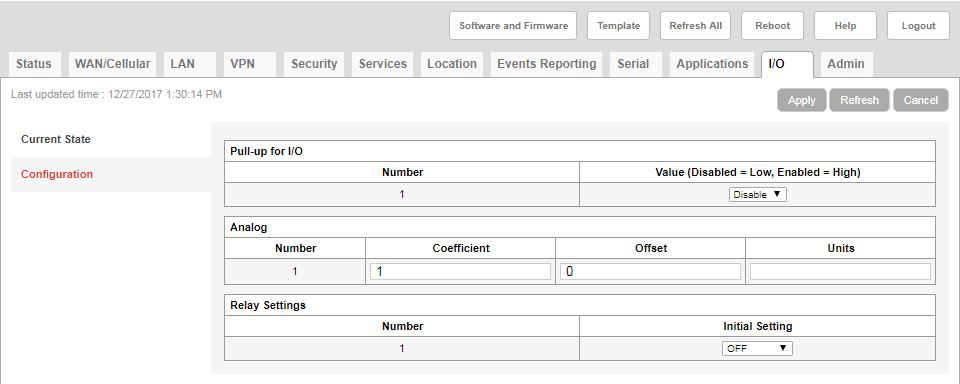 Software and Firmware Template Refresh All Reboot Help Logout
Status WAN/Cellular LAN VPN Security Services Location Events Reporting Serial Applications I/O Admin
Last updated time : 12/27/2017 1:30:14 PM
Apply Refresh Cancel
Current State
Configuration
Pull-up for I/O
Number Value (Disabled = Low, Enabled = High)
1 Disable
Analog
Number Coefficient Offset Units
1 1 0
Relay Settings
Number Initial Setting
1 OFF